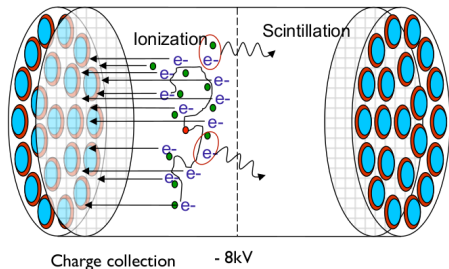 Ionization
Scintillation
e-
e-
e-
e-
e-
e-
e-
e-
e-
e-
e-
Charge collection
- 8kV